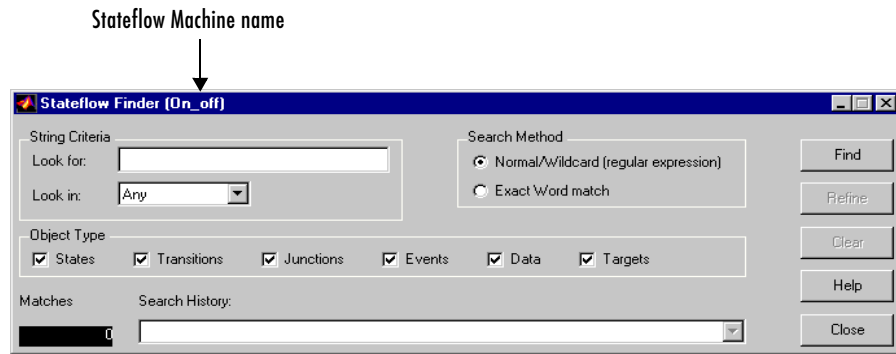 Stateflow Machine name
Stateflow Finder (On_off)
String Criteria
Look for:
Look in: Any
Search Method
Normal/Wildcard (regular expression)
Exact Word match
Object Type
States Transitions Junctions Events Data Targets
Matches
0
Search History:
Find
Refine
Clear
Help
Close